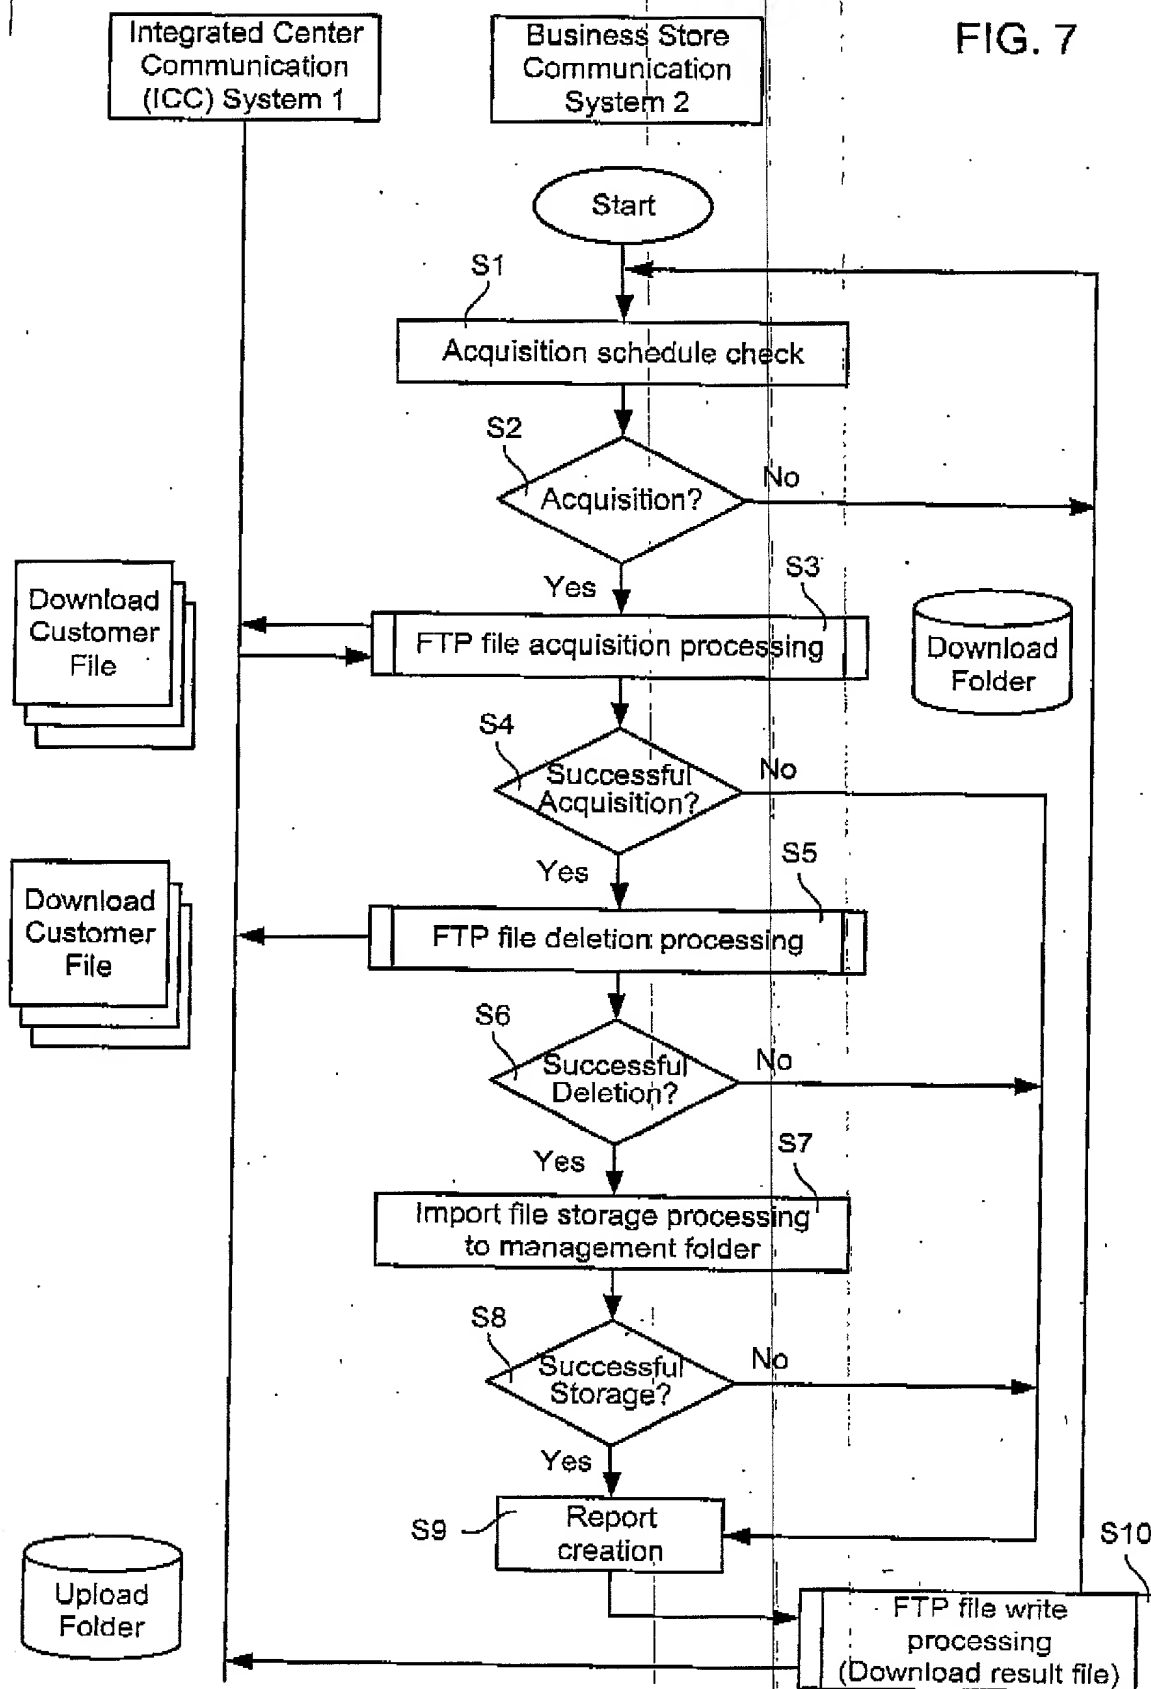 FIG. 7
Integrated Center
Communication
(ICC) System 1
Business Store
Communication
System 2
Start
S1
Acquisition schedule check
S2
Acquisition?
No
Yes
S3
Download
Customer
File
FTP file acquisition processing
Download
Folder
S4
Successful
Acquisition?
No
Yes
S5
Download
Customer
File
FTP file deletion processing
S6
Successful
Deletion?
No
Yes
S7
Import file storage processing
to management folder
S8
Successful
Storage?
No
Yes
S9
Report
creation
S10
Upload
Folder
FTP file write
processing
(Download result file)